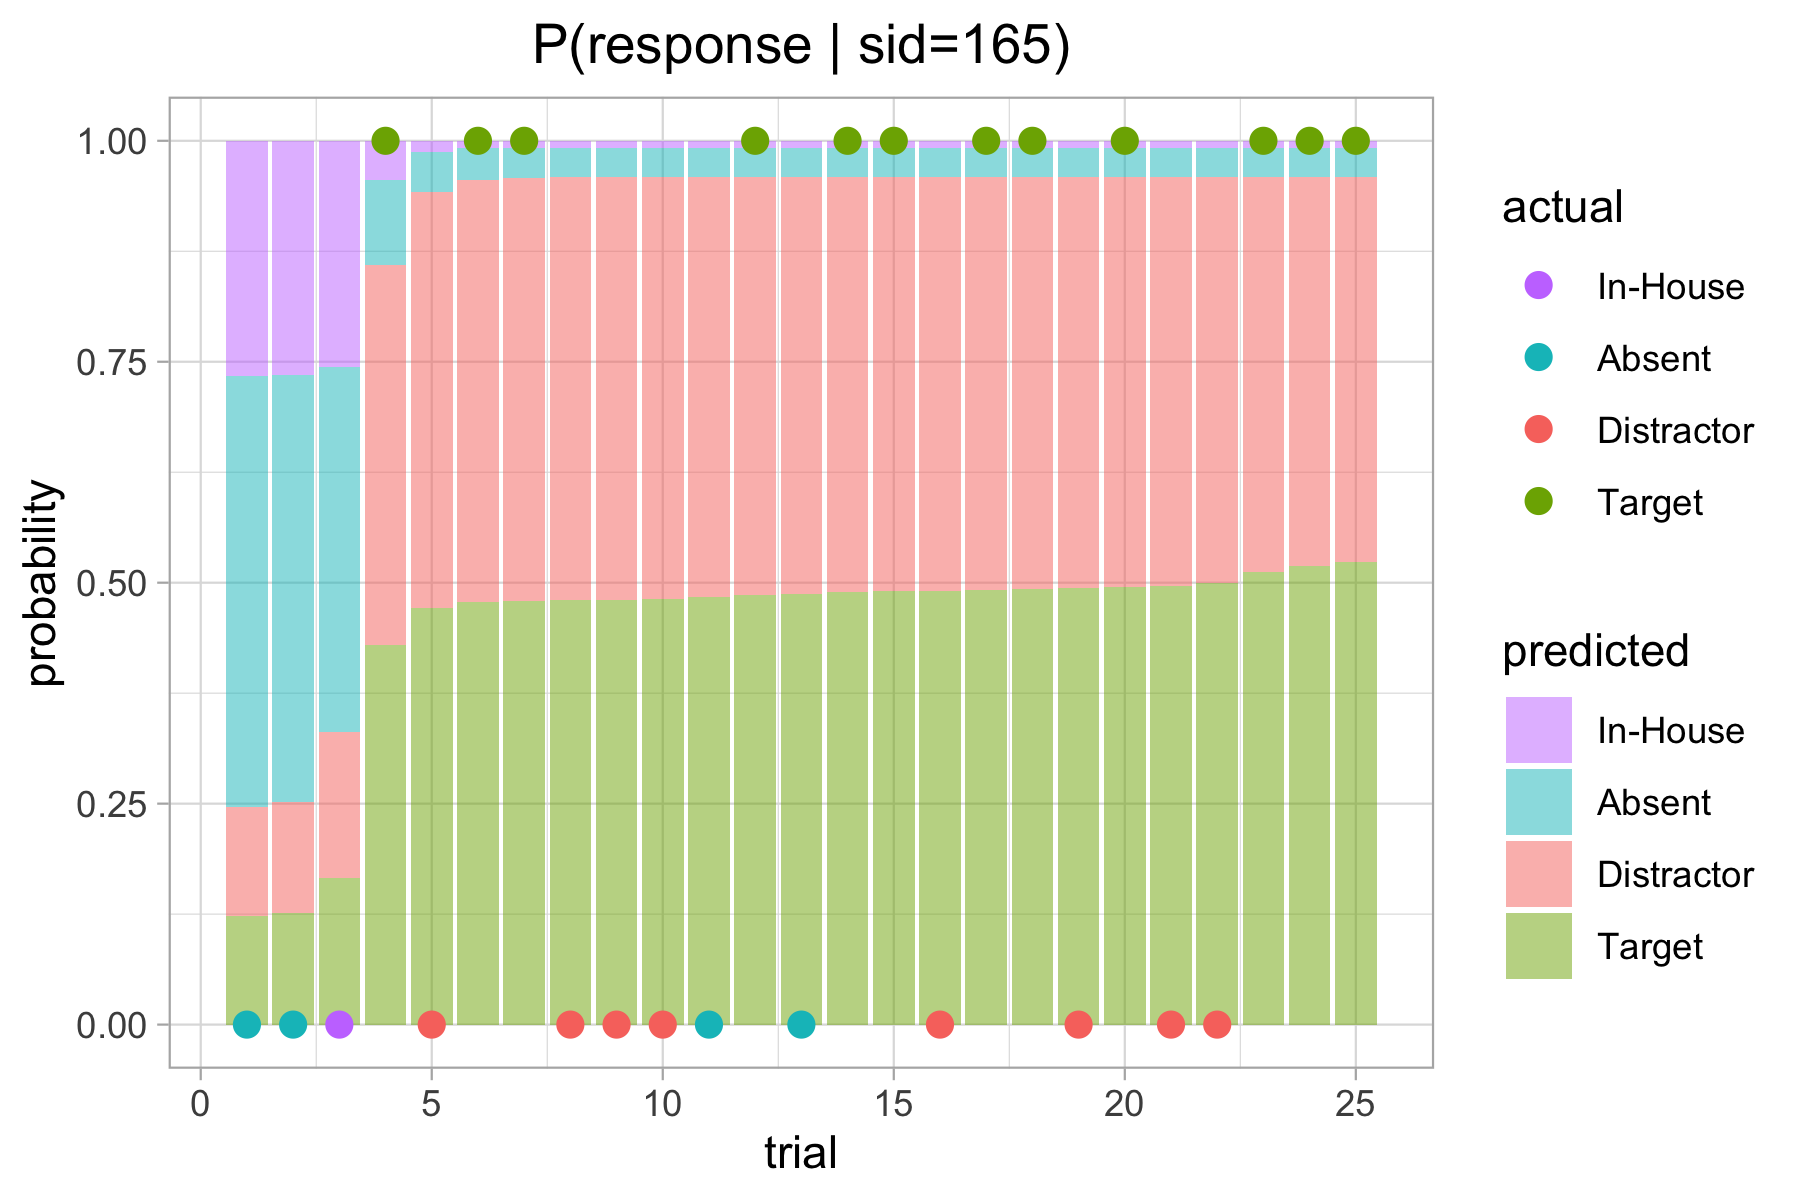 P(response | sid=165)
1.00
0.75
0.50
0.25
0.00
probability
0 5 10 15 20 25
trial
actual
In-House
Absent
Distractor
Target
predicted
In-House
Absent
Distractor
Target